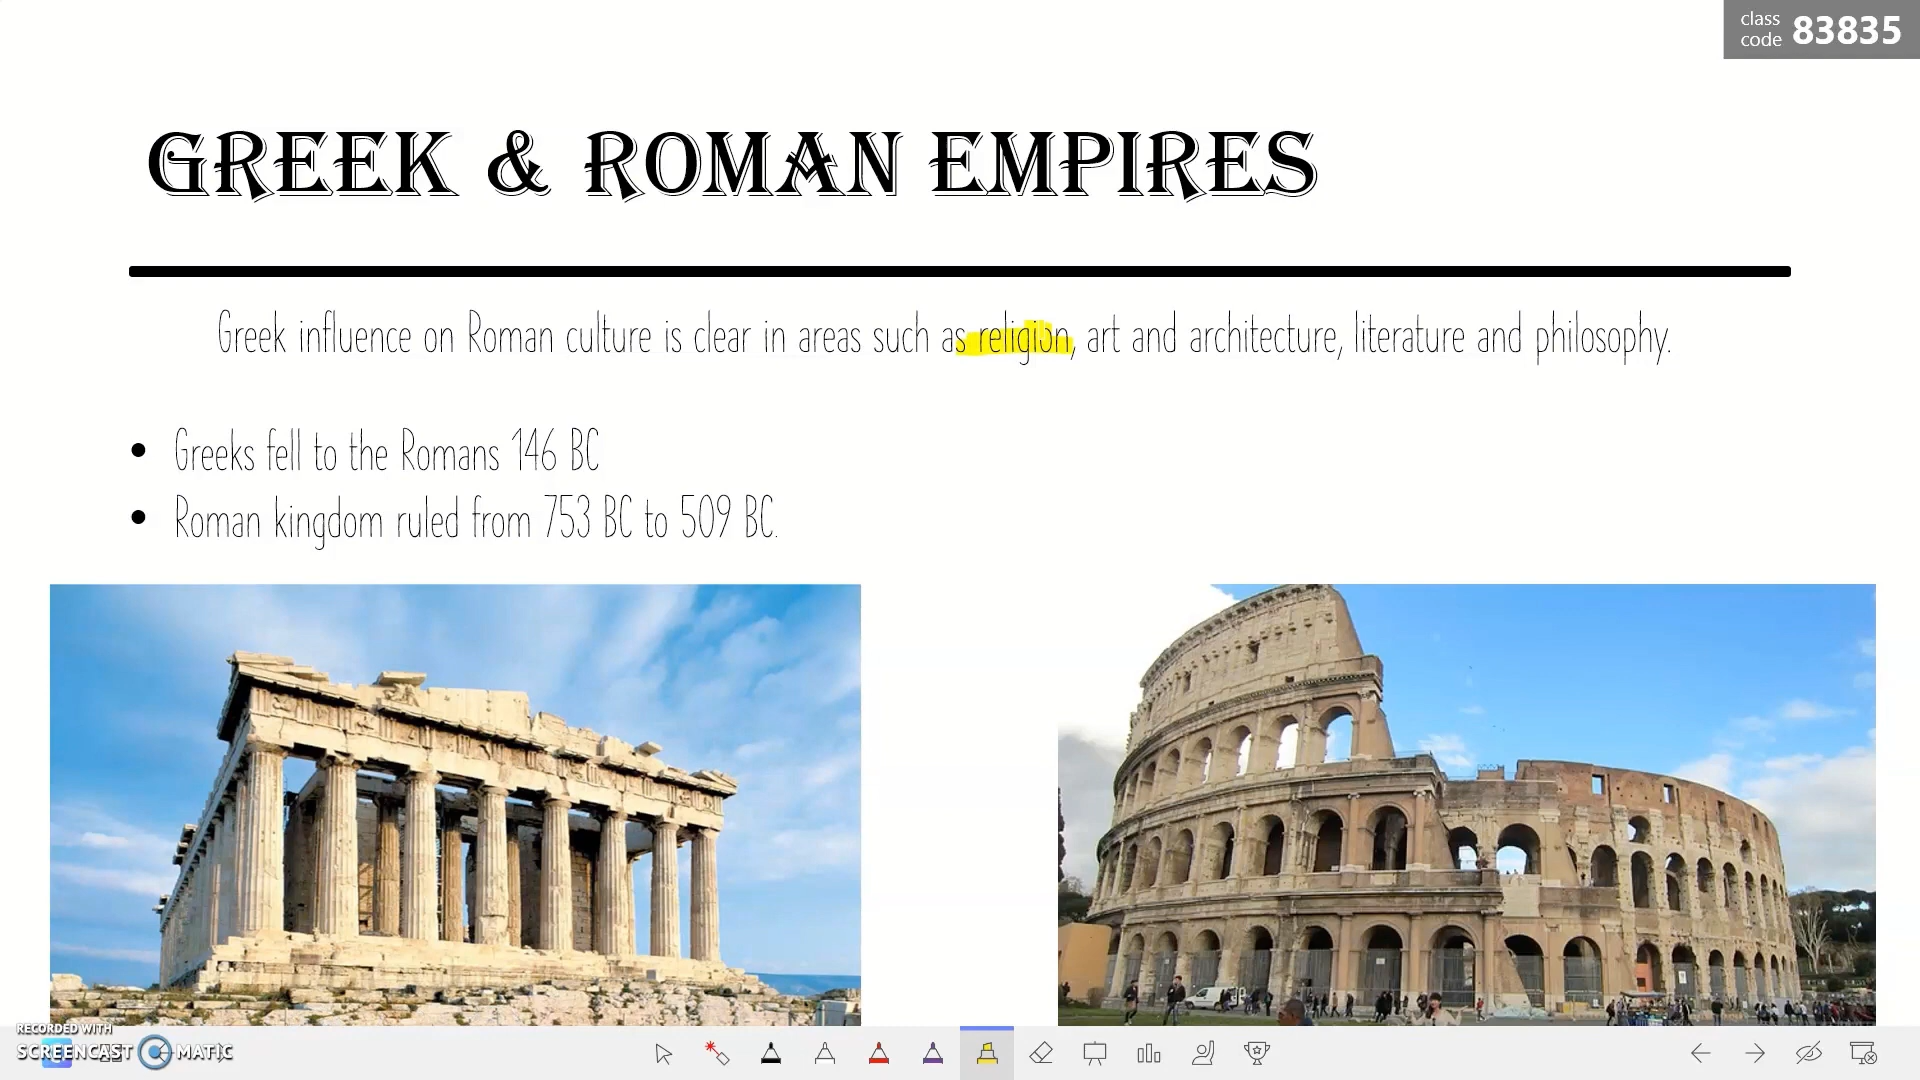 class
code 83835
GREEK & ROMAN EMPIRES
Greek influence on Roman culture is clear in areas such as religion, art and architecture, literature and philosophy.
• Greeks fell to the Romans 146 BC
• Roman kingdom ruled from 753 BC to 509 BC.
RECORDED WITH
SCREENCAST MATIC